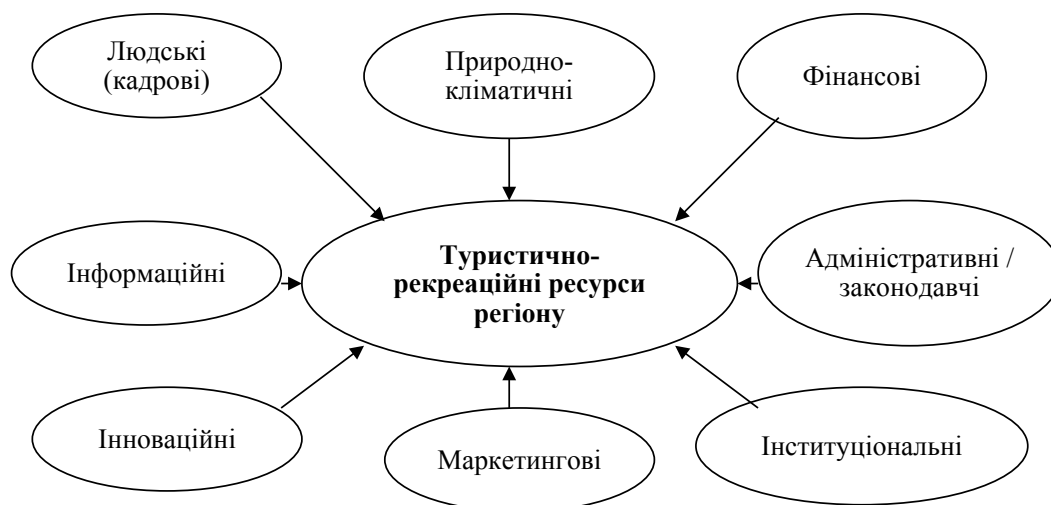 Людські
(кадрові)
Природно-
кліматичні
Фінансові
Інформаційні
Туристично-
рекреаційні ресурси
регіону
Адміністративні /
законодавчі
Інноваційні
Маркетингові
Інституціональні